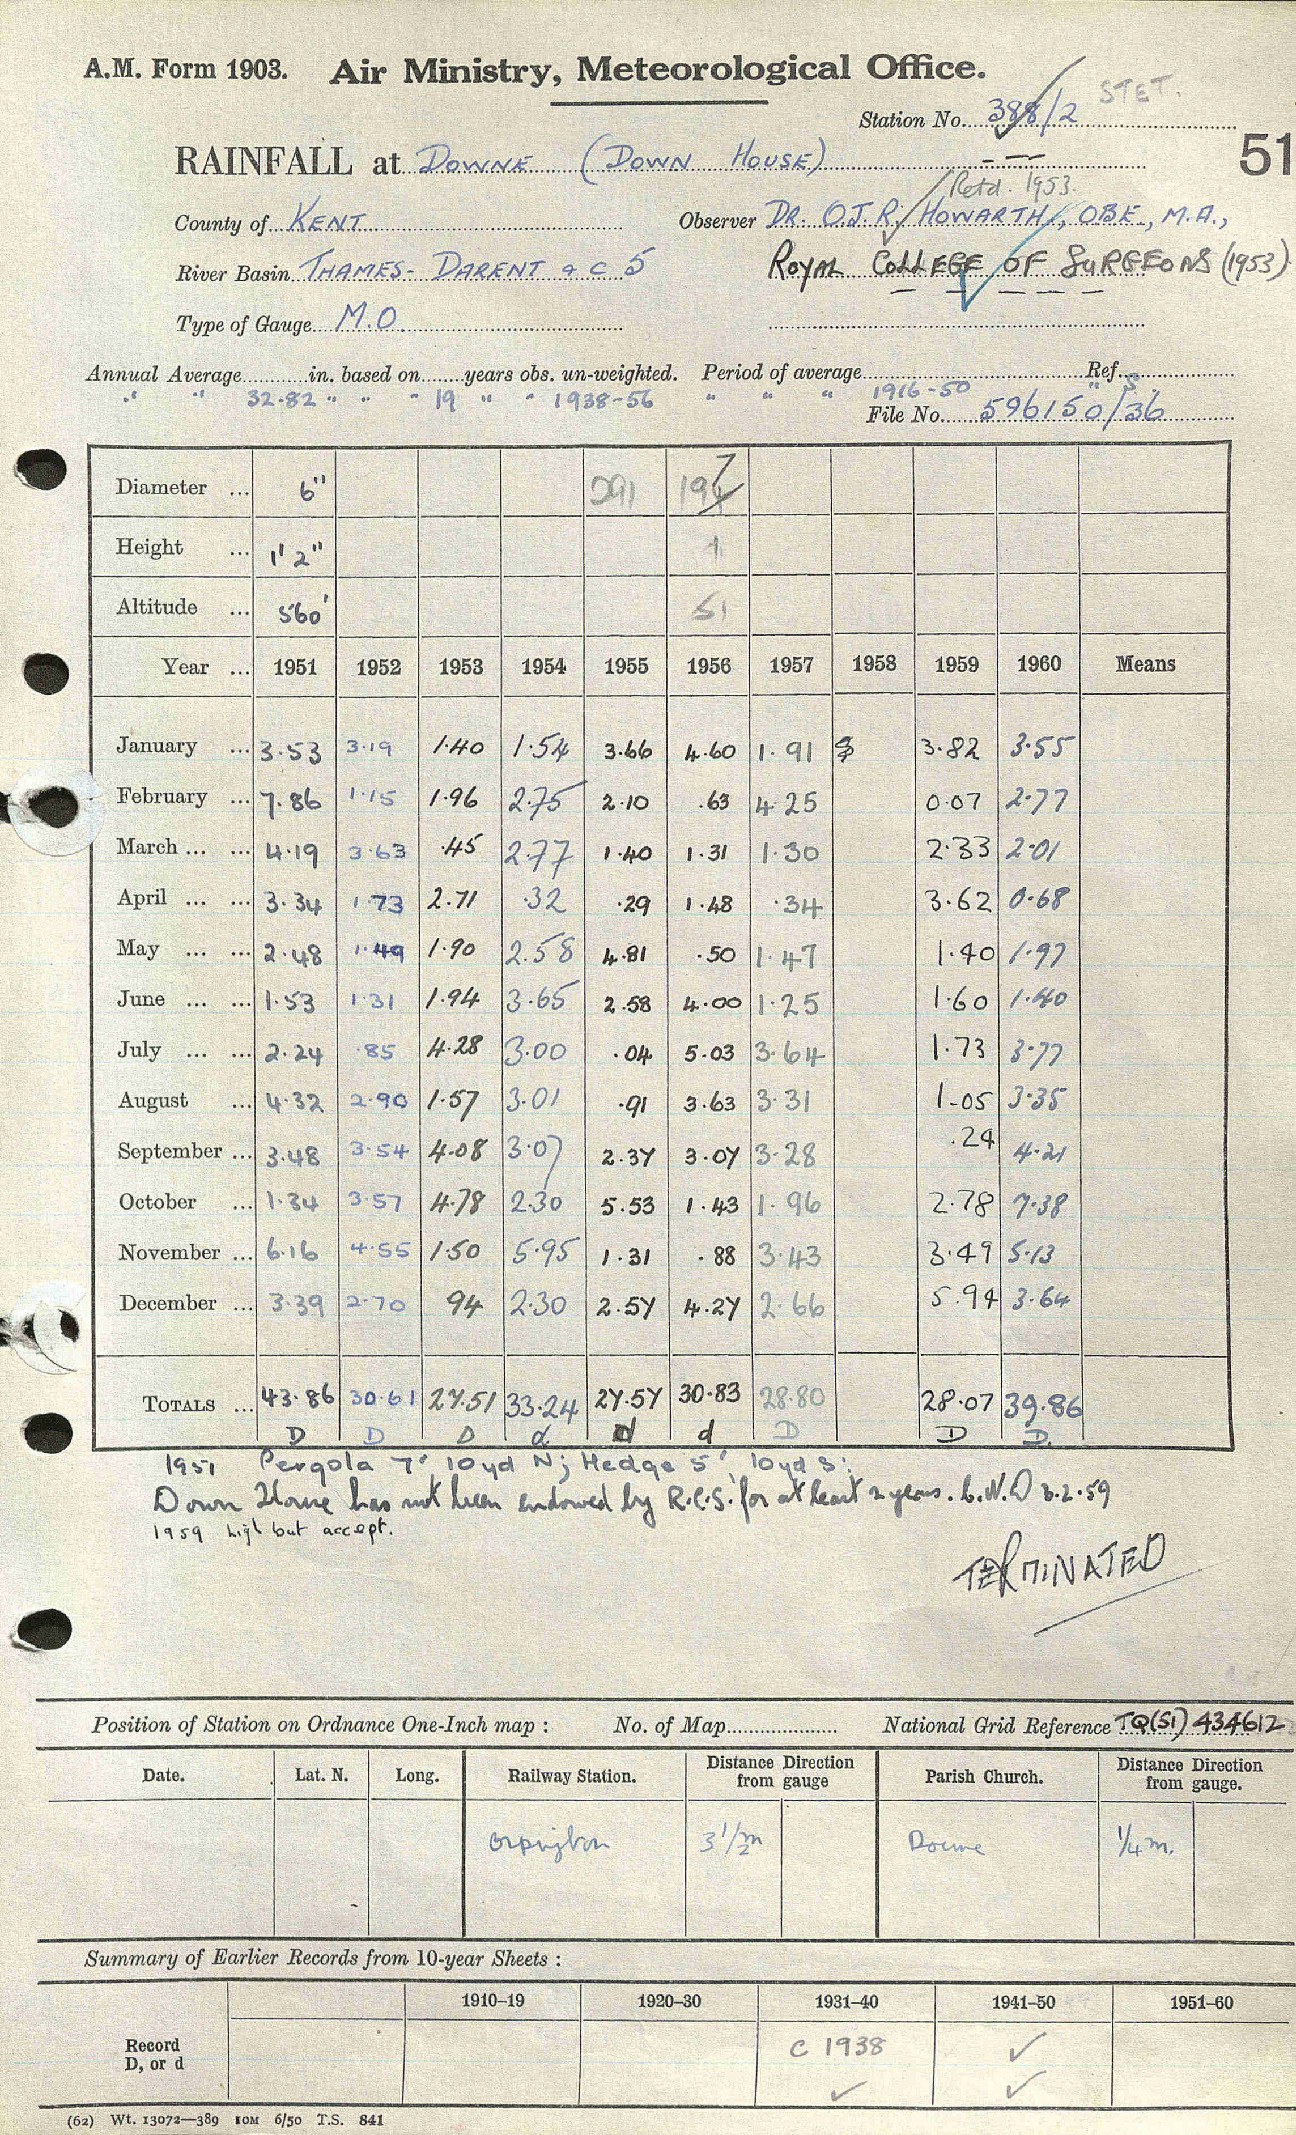 A.M. Form 1903. Air Ministry, Meteorological Office.
STET.
Station No. 388/2
RAINFALL at DOWNE (DOWN HOUSE)
51
Retd. 1953.
County of KENT Observer DR. O.J.R. HOWARTH, OBE., M.A.,
River Basin THAMES - DARENT & C 5 ROYAL COLLEGE OF SURGEONS (1953)
Type of Gauge M.O
Annual Average in. based on years obs. un-weighted. Period of average Ref.
" " 32.82 " " " 19 " " 1938-56 " " " 1916-50 " S.
File No. 596150/36
Diameter ... 6" 291 197
Height ... 1' 2" 1
Altitude ... 560' 51
Year ... 1951 1952 1953 1954 1955 1956 1957 1958 1959 1960 Means
January ... 3.53 3.19 1.40 1.54 3.66 4.60 1.91 3.82 3.55
February ... 7.86 1.15 1.96 2.75 2.10 .63 4.25 0.07 2.77
March ... ... 4.19 3.63 .45 2.77 1.40 1.31 1.30 2.33 2.01
April ... ... 3.34 1.73 2.71 .32 .29 1.48 .34 3.62 0.68
May ... ... 2.48 1.49 1.90 2.58 4.81 .50 1.47 1.40 1.97
June ... ... 1.53 1.31 1.94 3.65 2.58 4.00 1.25 1.60 1.40
July ... ... 2.24 .85 4.28 3.00 .04 5.03 3.64 1.73 3.77
August ... 4.32 2.90 1.57 3.01 .91 3.63 3.31 1.05 3.35
September ... 3.48 3.54 4.08 3.07 2.37 3.07 3.28 .24 4.21
October ... 1.34 3.57 4.78 2.30 5.53 1.43 1.96 2.78 7.38
November ... 6.16 4.55 1.50 5.95 1.31 .88 3.43 3.49 5.13
December ... 3.39 2.70 94 2.30 2.57 4.27 2.66 5.94 3.64
TOTALS ... 43.86 30.61 27.51 33.24 27.57 30.83 28.80 28.07 39.86
D D D d d d D D D.
1951 Pergola 7' 10yd N; Hedge 5' 10yd S.
Down House has not been endowed by R.C.S. for at least 2 years. 3.2.59
1959 high but accept.
TERMINATED
Position of Station on Ordnance One-Inch map : No. of Map National Grid Reference TQ(51) 434612
Date. Lat. N. Long. Railway Station. Distance from gauge Direction Parish Church. Distance from gauge. Direction
Orpington 3 1/2 m Downe 1/4 m.
Summary of Earlier Records from 10-year Sheets :
1910-19 1920-30 1931-40 1941-50 1951-60
Record D, or d C 1938 ✓
✓ ✓
(62) Wt. 13072—389 10M 6/50 T.S. 841